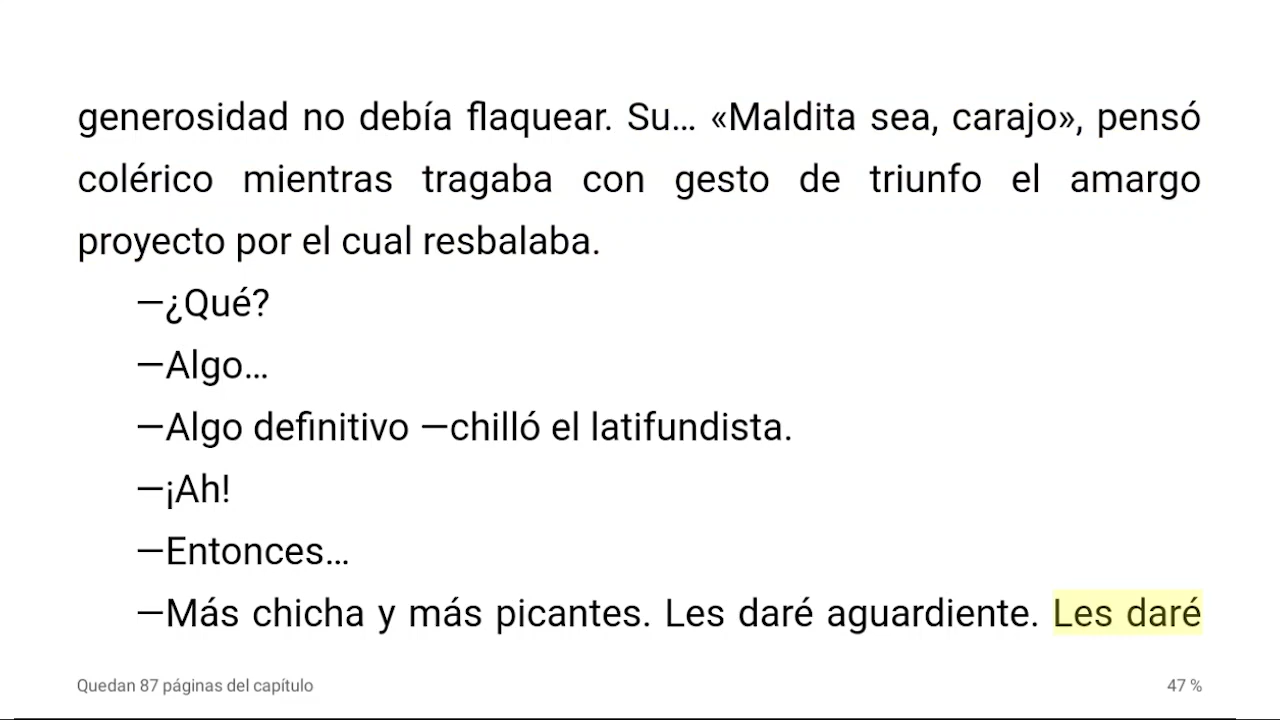 generosidad no debía flaquear. Su… «Maldita sea, carajo», pensó
colérico mientras tragaba con gesto de triunfo el amargo
proyecto por el cual resbalaba.
—¿Qué?
—Algo…
—Algo definitivo —chilló el latifundista.
—¡Ah!
—Entonces…
—Más chicha y más picantes. Les daré aguardiente. Les daré
Quedan 87 páginas del capítulo
47 %